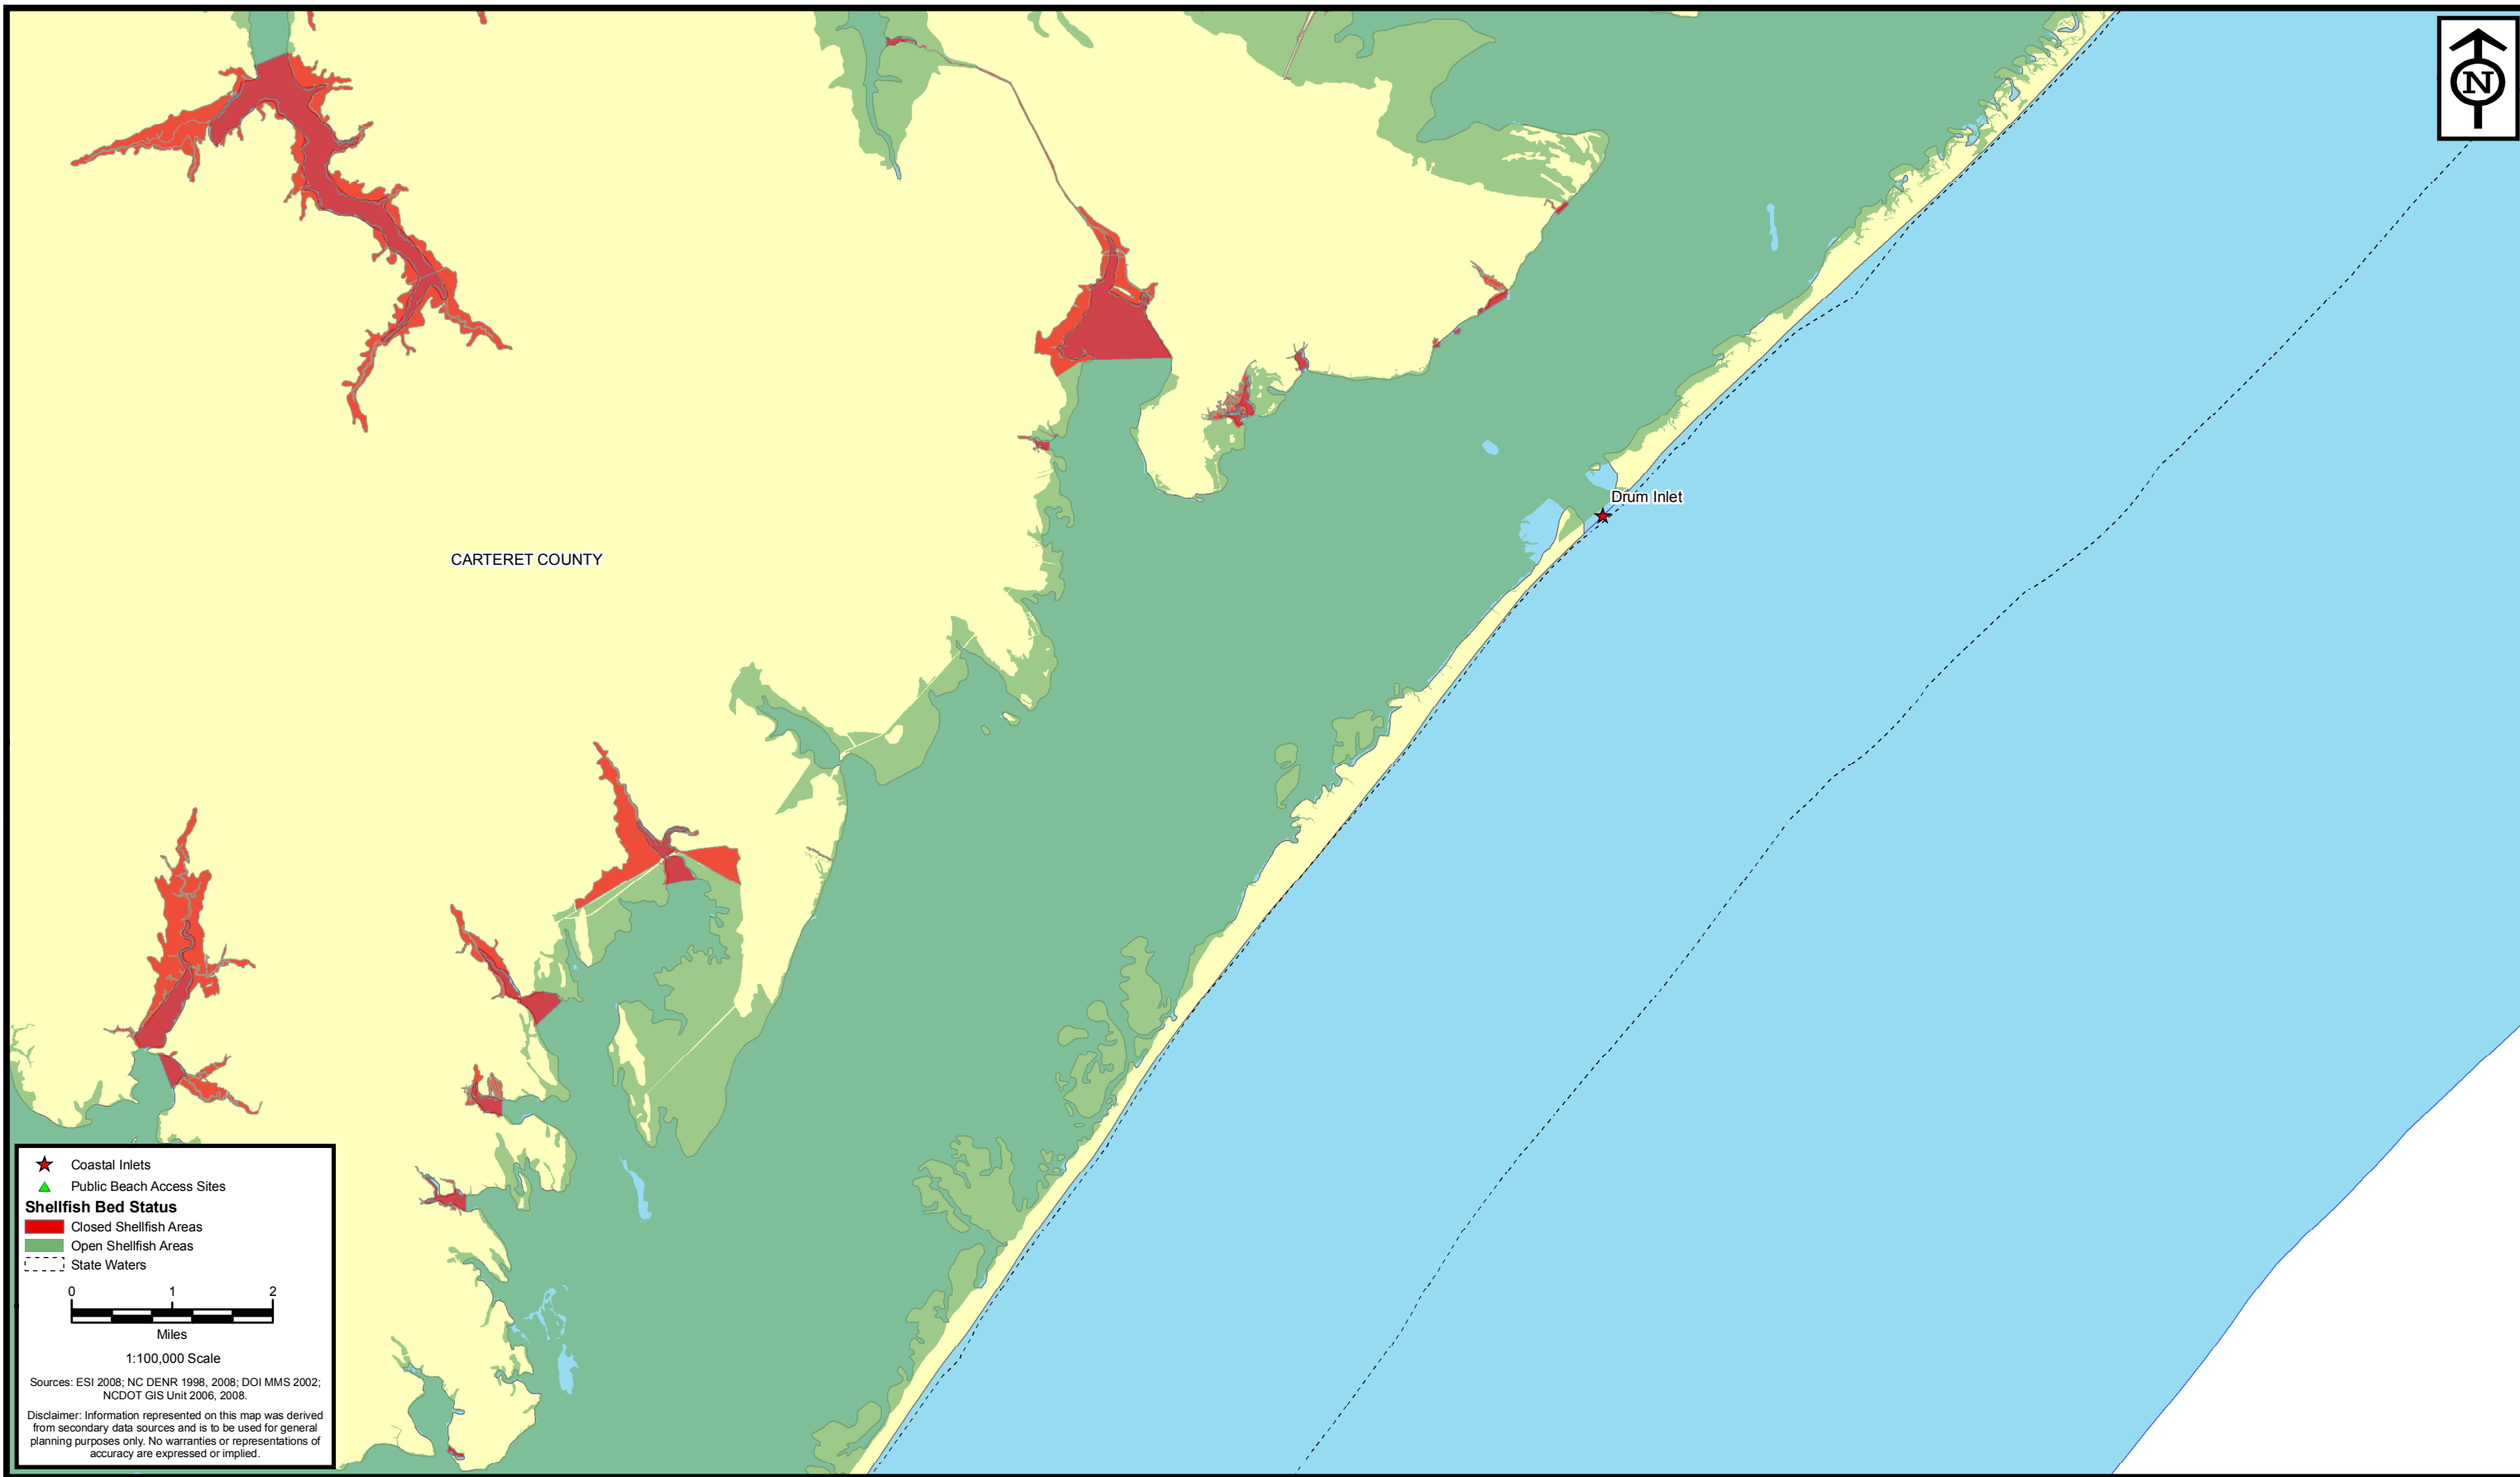 N
Drum Inlet
CARTERET COUNTY
Coastal Inlets
Public Beach Access Sites
Shellfish Bed Status
Closed Shellfish Areas
Open Shellfish Areas
State Waters
0 1 2
Miles
1:100,000 Scale
Sources: ESI 2008; NC DENR 1998, 2008; DOI MMS 2002;
NCDOT GIS Unit 2006, 2008.
Disclaimer: Information represented on this map was derived
from secondary data sources and is to be used for general
planning purposes only. No warranties or representations of
accuracy are expressed or implied.